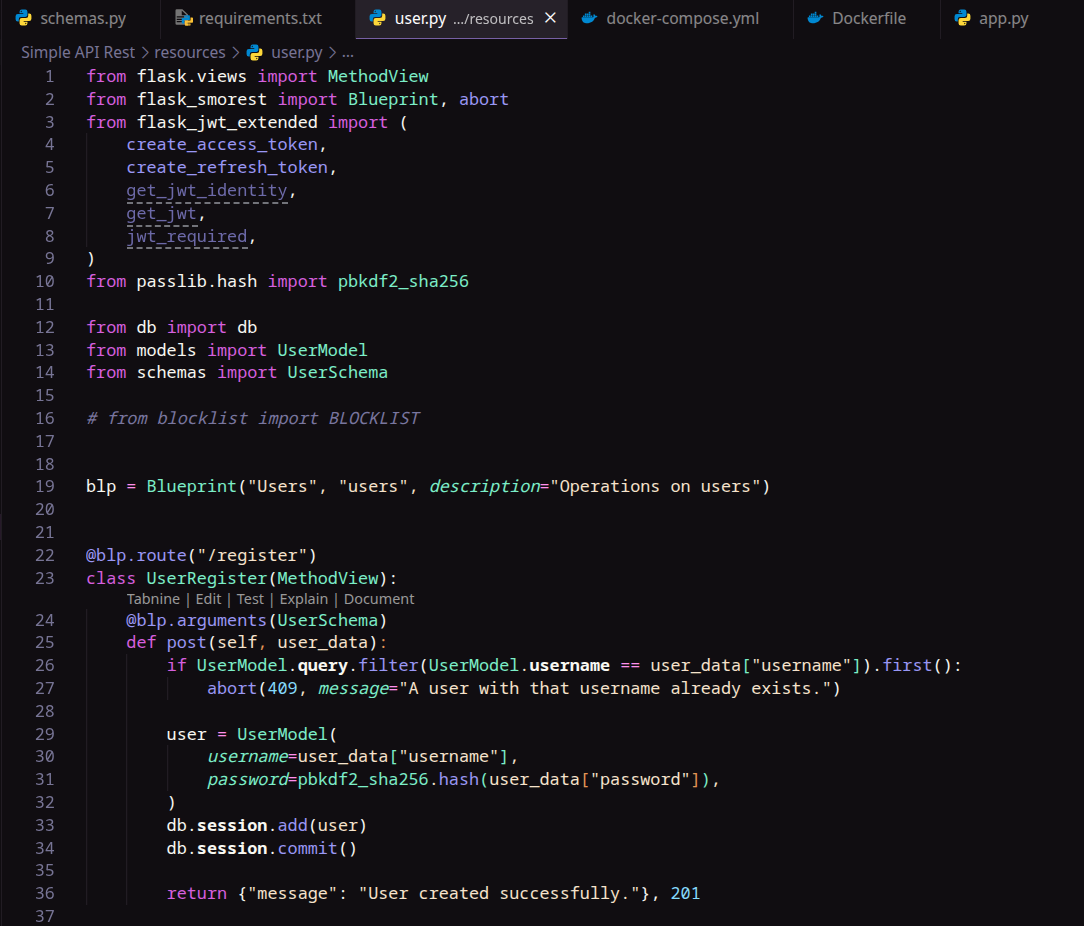 schemas.py requirements.txt user.py .../resources × docker-compose.yml Dockerfile app.py
Simple API Rest > resources > user.py > ...
1 from flask.views import MethodView
2 from flask_smorest import Blueprint, abort
3 from flask_jwt_extended import (
4     create_access_token,
5     create_refresh_token,
6     get_jwt_identity,
7     get_jwt,
8     jwt_required,
9 )
10 from passlib.hash import pbkdf2_sha256
11
12 from db import db
13 from models import UserModel
14 from schemas import UserSchema
15
16 # from blocklist import BLOCKLIST
17
18
19 blp = Blueprint("Users", "users", description="Operations on users")
20
21
22 @blp.route("/register")
23 class UserRegister(MethodView):
Tabnine | Edit | Test | Explain | Document
24     @blp.arguments(UserSchema)
25     def post(self, user_data):
26         if UserModel.query.filter(UserModel.username == user_data["username"]).first():
27             abort(409, message="A user with that username already exists.")
28
29         user = UserModel(
30             username=user_data["username"],
31             password=pbkdf2_sha256.hash(user_data["password"]),
32         )
33         db.session.add(user)
34         db.session.commit()
35
36         return {"message": "User created successfully."}, 201
37